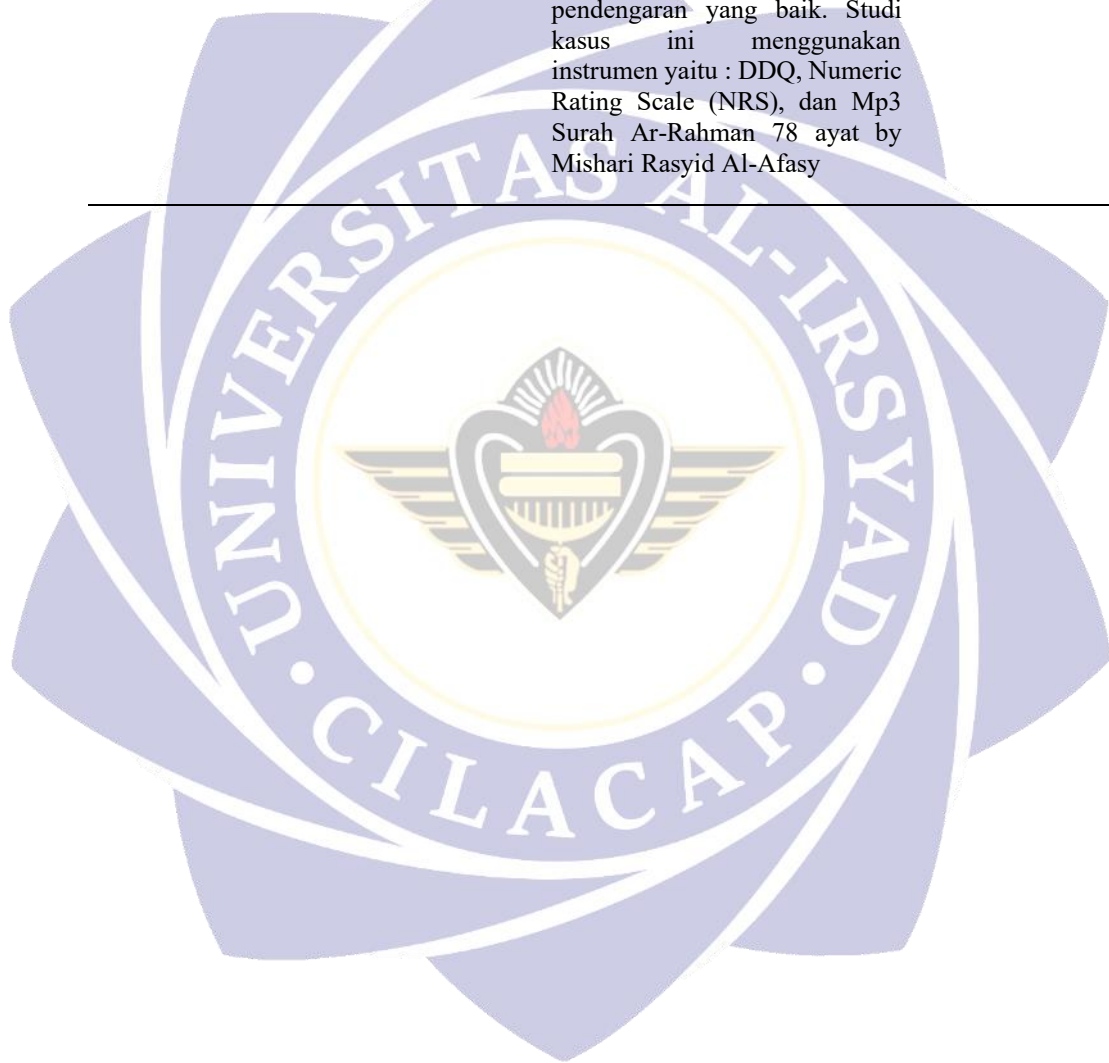 pendengaran yang baik. Studi
kasus ini menggunakan
instrumen yaitu : DDQ, Numeric
Rating Scale (NRS), dan Mp3
Surah Ar-Rahman 78 ayat by
Mishari Rasyid Al-Afasy
UNIVERSITAS AL-IRSYAD
• CILACAP •